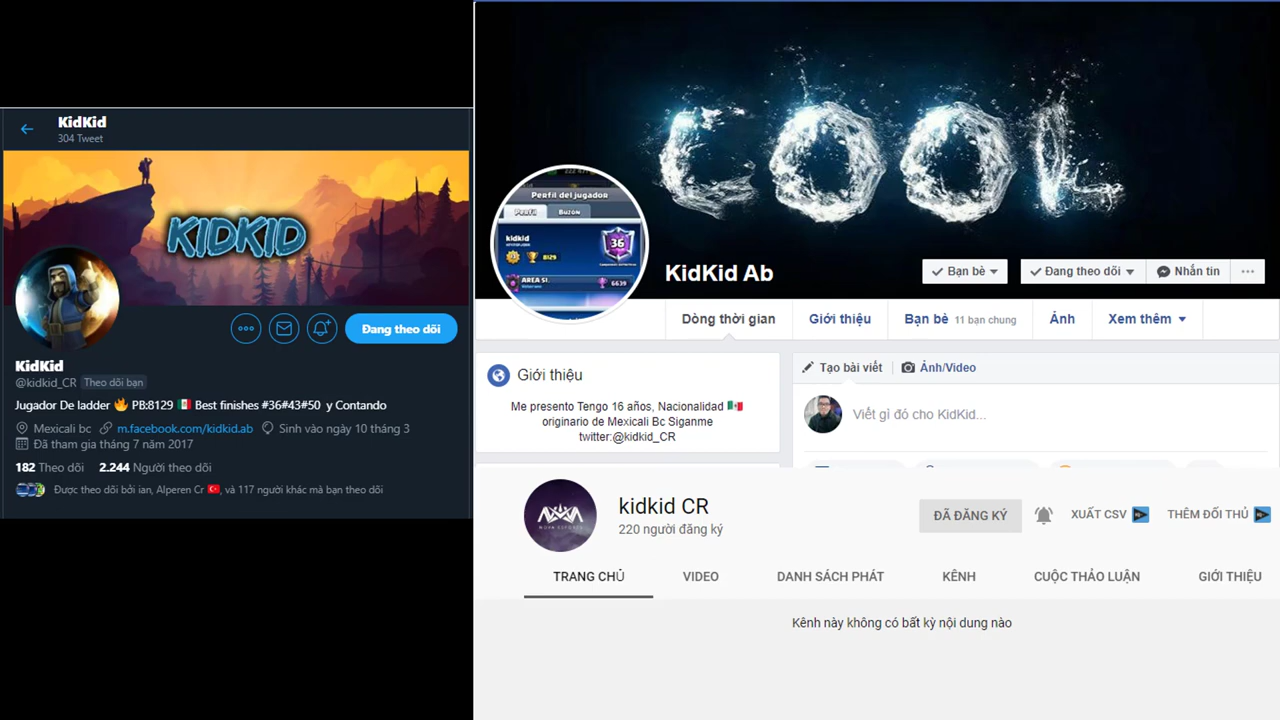 KidKid
304 Tweet
KIDKID
Đang theo dõi
KidKid
@kidkid_CR Theo dõi bạn
Jugador De ladder 🔥 PB:8129 🇲🇽 Best finishes #36#43#50 y Contando
Mexicali bc m.facebook.com/kidkid.ab Sinh vào ngày 10 tháng 3
Đã tham gia tháng 7 năm 2017
182 Theo dõi 2.244 Người theo dõi
Được theo dõi bởi ian, Alperen Cr 🇹🇷, và 117 người khác mà bạn theo dõi
COOL
Perfil del jugador
Perfil Buzon
kidkid
36
8129
AREA 51
6639
KidKid Ab
Bạn bè Đang theo dõi Nhắn tin ...
Dòng thời gian Giới thiệu Bạn bè 11 bạn chung Ảnh Xem thêm
Giới thiệu
Me presento Tengo 16 años, Nacionalidad 🇲🇽
originario de Mexicali Bc Siganme
twitter:@kidkid_CR
Tạo bài viết Ảnh/Video
Viết gì đó cho KidKid...
kidkid CR
220 người đăng ký
ĐÃ ĐĂNG KÝ XUẤT CSV THÊM ĐỐI THỦ
TRANG CHỦ VIDEO DANH SÁCH PHÁT KÊNH CUỘC THẢO LUẬN GIỚI THIỆU
Kênh này không có bất kỳ nội dung nào